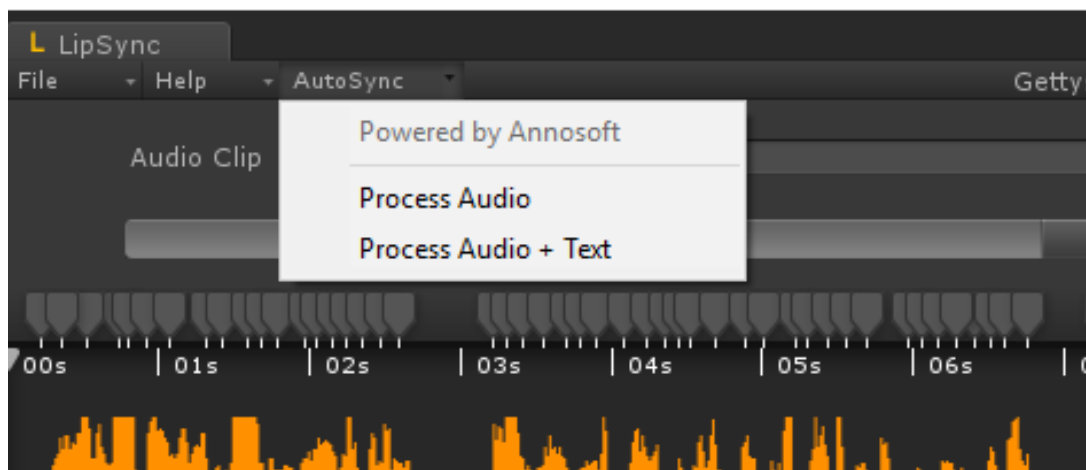 L LipSync
File Help AutoSync Getty
Powered by Annosoft
Audio Clip
Process Audio
Process Audio + Text
00s 01s 02s 03s 04s 05s 06s